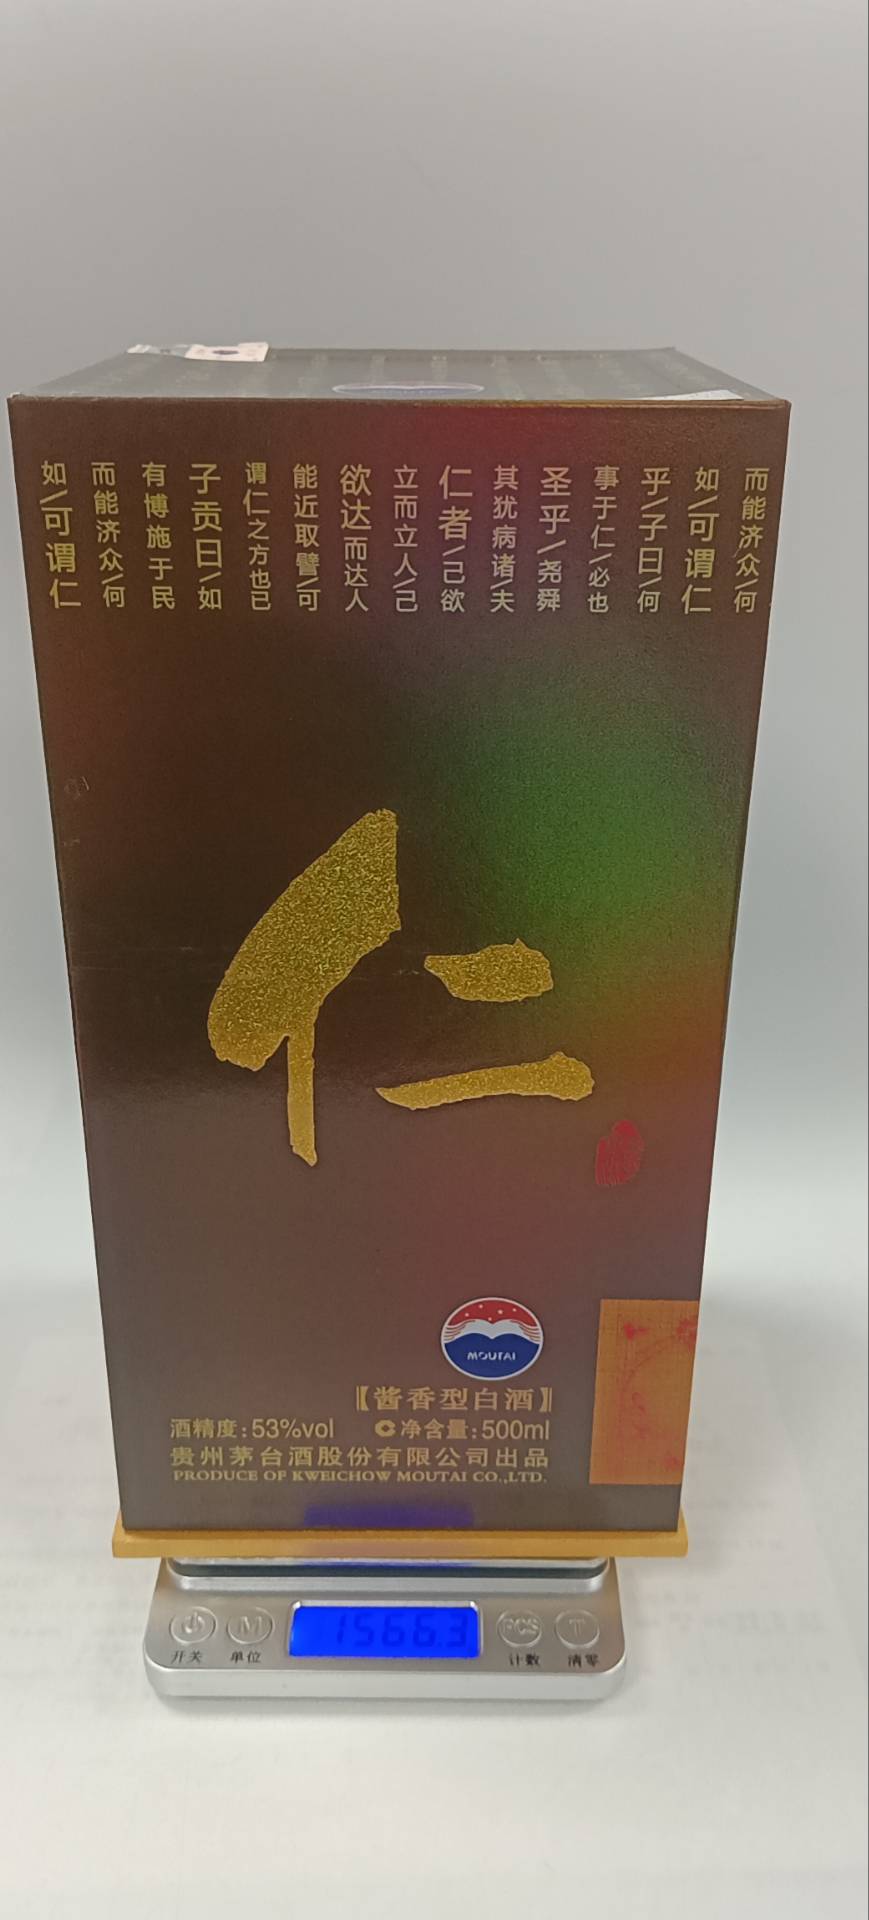 而能济众\何
如\可谓仁
乎/子曰/何
事于仁\必也
圣乎/尧舜
其犹病诸/夫
仁者/己欲
立而立人/己
欲达而达人
能近取譬\可
谓仁之方也已
子贡曰\如
有博施于民
而能济众\何
如\可谓仁
仁
MOUTAI
【酱香型白酒】
酒精度:53%vol C净含量:500ml
贵州茅台酒股份有限公司出品
PRODUCE OF KWEICHOW MOUTAI CO.,LTD.
1566.3
M PCS T
开关 单位 计数 清零